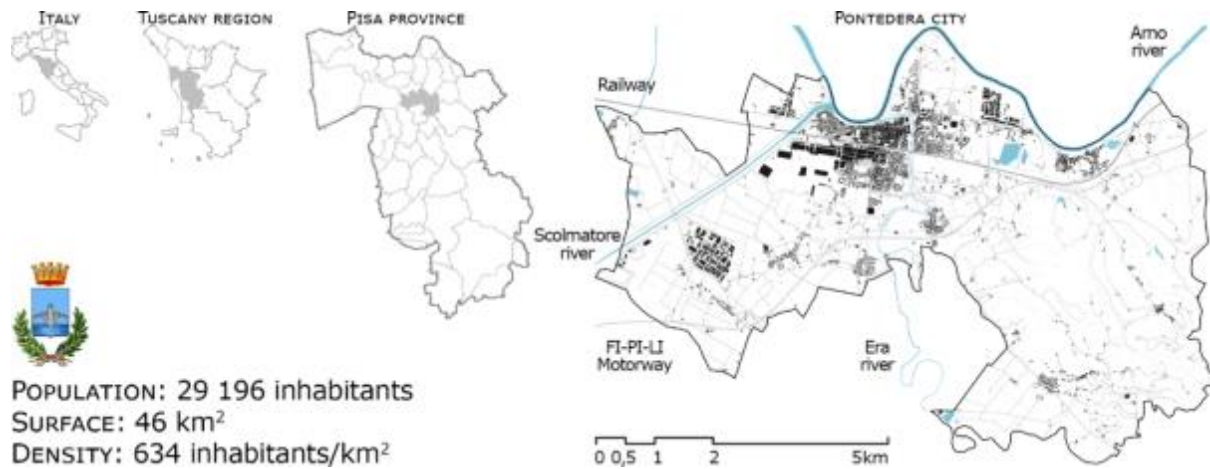 ITALY
TUSCANY REGION
PISA PROVINCE
PONTEDERA CITY
Arno
river
Railway
Scolmatore
river
FI-PI-LI
Motorway
Era
river
POPULATION: 29 196 inhabitants
SURFACE: 46 km²
DENSITY: 634 inhabitants/km²
0 0,5 1 2 5km